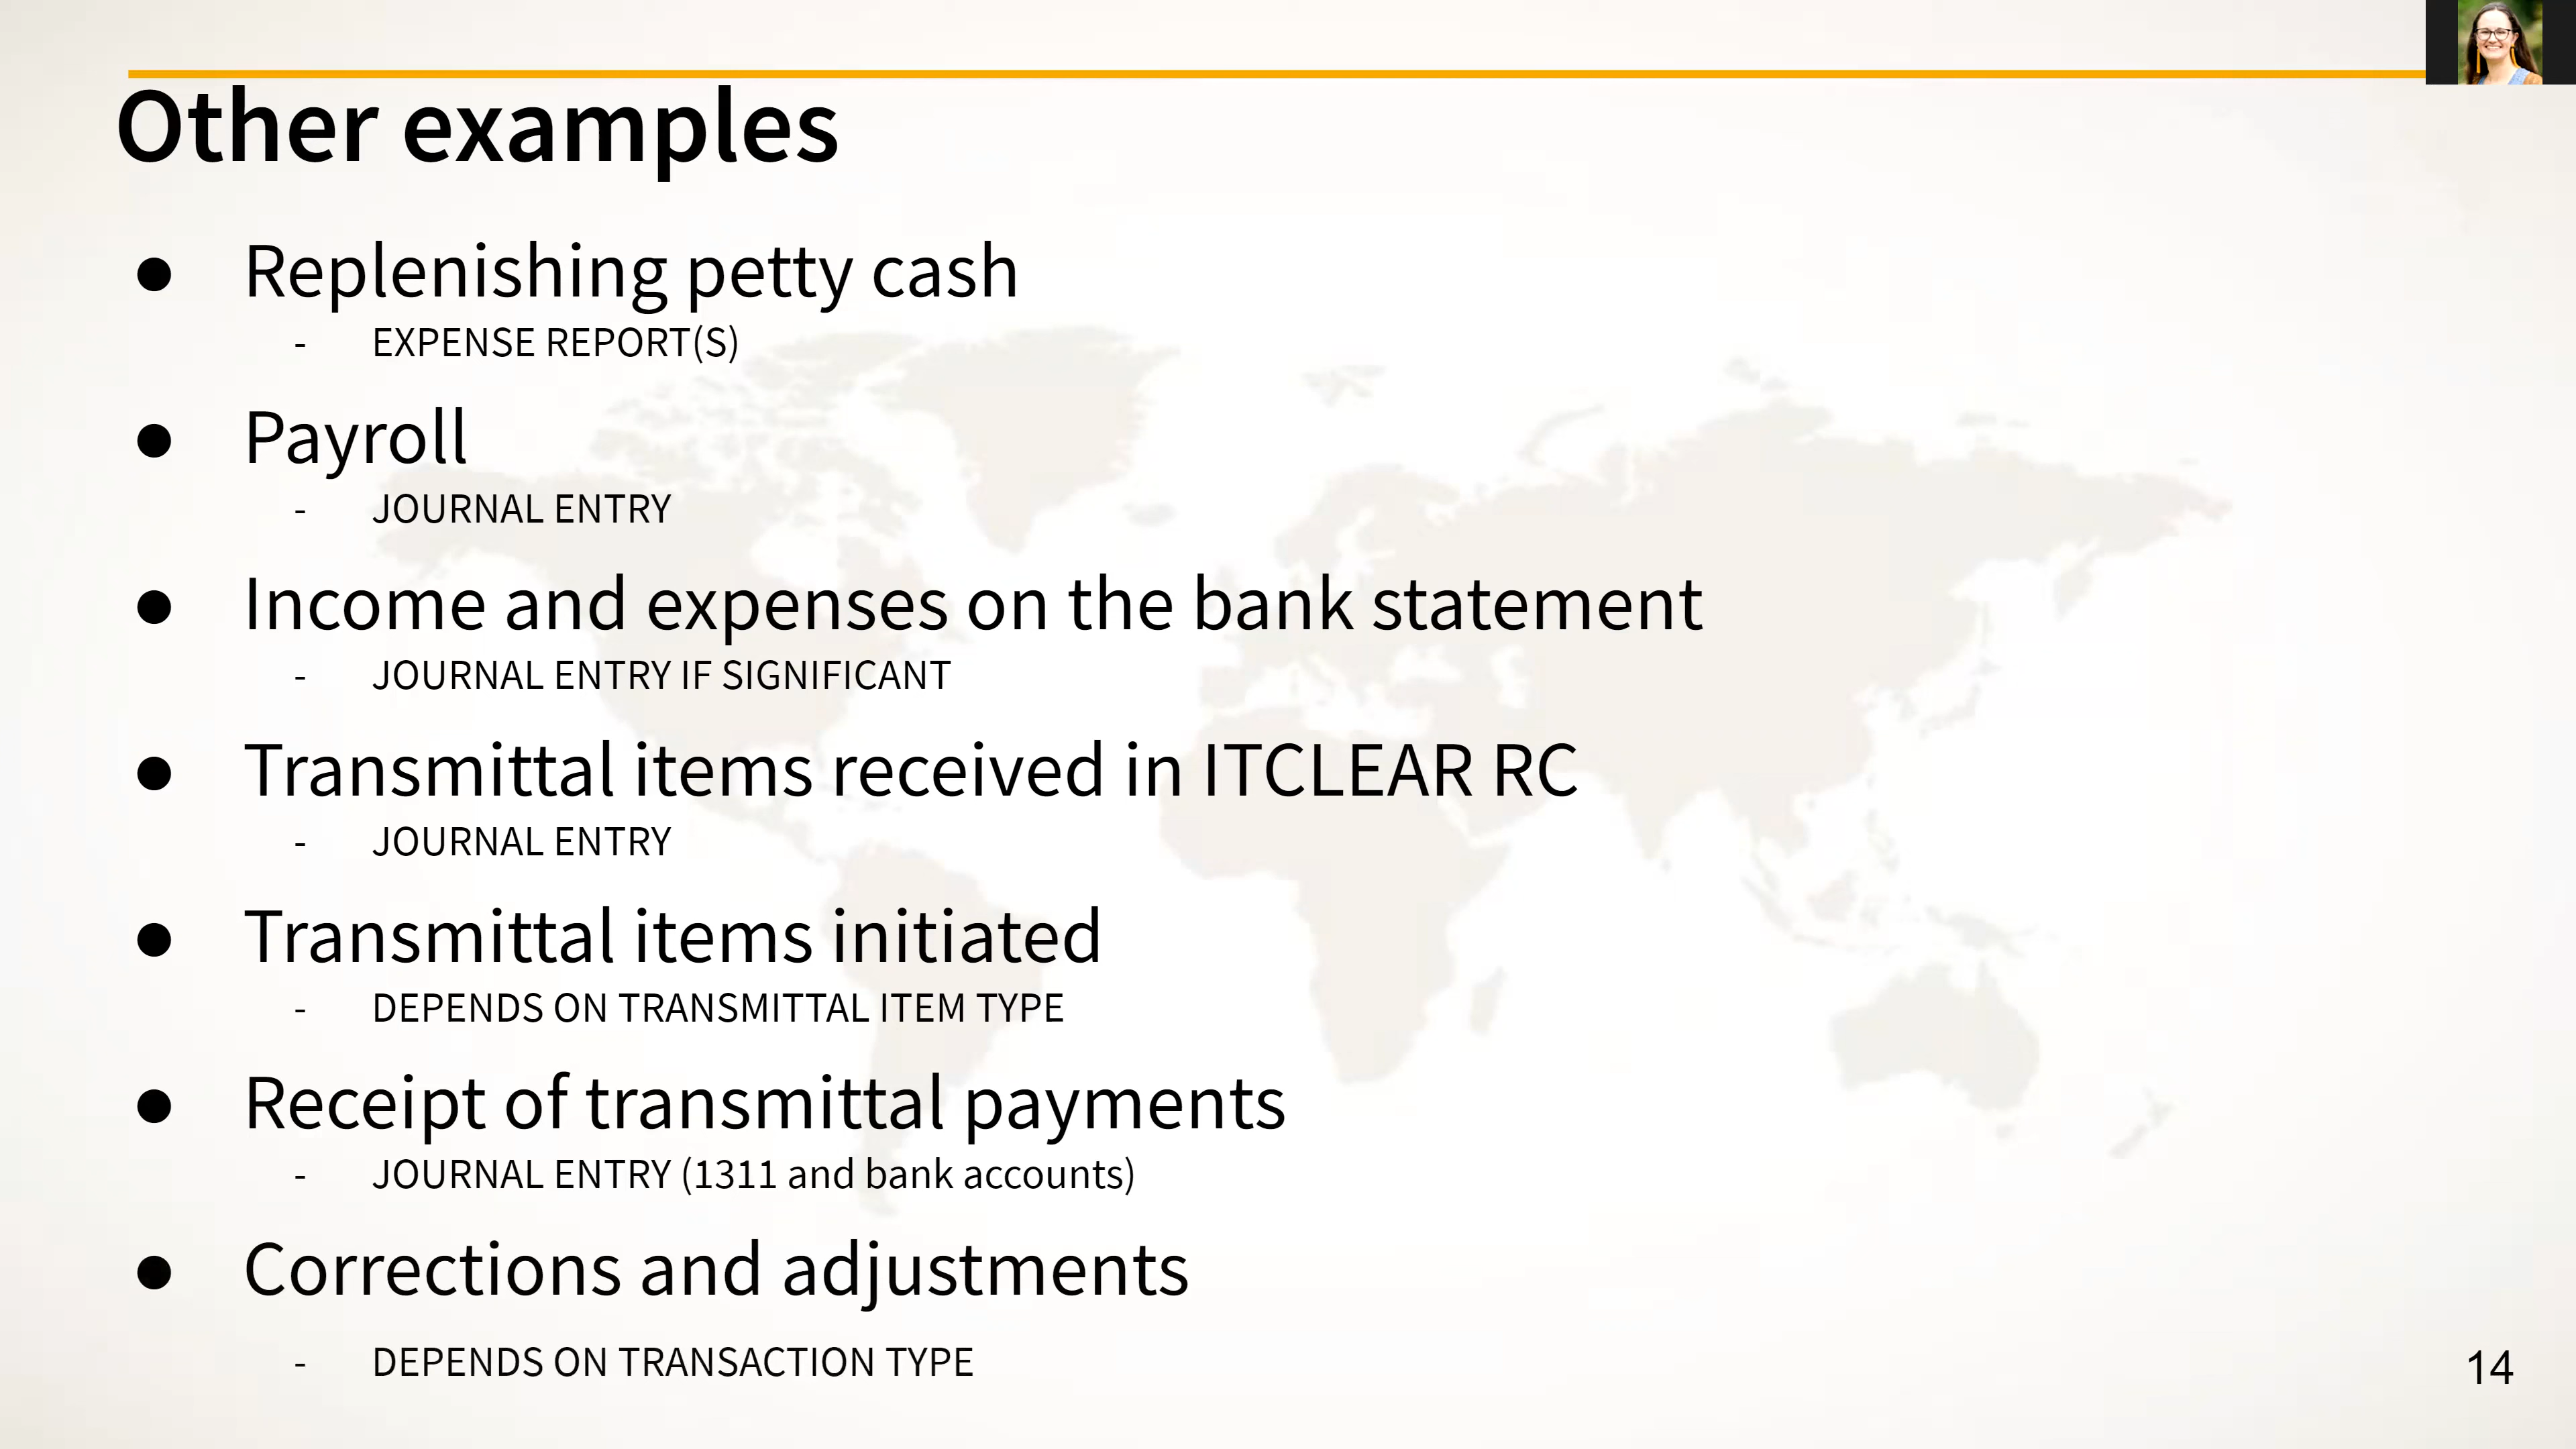 Other examples
● Replenishing petty cash
- EXPENSE REPORT(S)
● Payroll
- JOURNAL ENTRY
● Income and expenses on the bank statement
- JOURNAL ENTRY IF SIGNIFICANT
● Transmittal items received in ITCLEAR RC
- JOURNAL ENTRY
● Transmittal items initiated
- DEPENDS ON TRANSMITTAL ITEM TYPE
● Receipt of transmittal payments
- JOURNAL ENTRY (1311 and bank accounts)
● Corrections and adjustments
- DEPENDS ON TRANSACTION TYPE
14